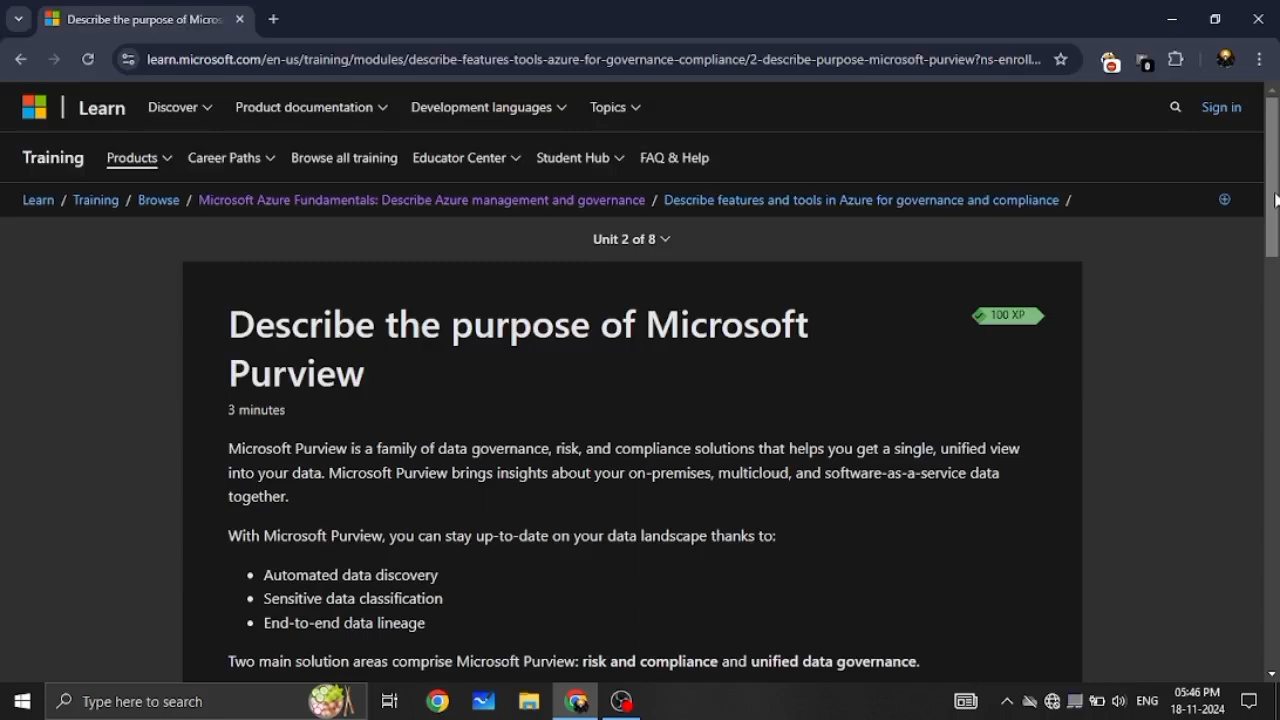 Describe the purpose of Micros
learn.microsoft.com/en-us/training/modules/describe-features-tools-azure-for-governance-compliance/2-describe-purpose-microsoft-purview?ns-enroll...
Learn Discover Product documentation Development languages Topics Sign in
Training Products Career Paths Browse all training Educator Center Student Hub FAQ & Help
Learn / Training / Browse / Microsoft Azure Fundamentals: Describe Azure management and governance / Describe features and tools in Azure for governance and compliance /
Unit 2 of 8
Describe the purpose of Microsoft
100 XP
Purview
3 minutes
Microsoft Purview is a family of data governance, risk, and compliance solutions that helps you get a single, unified view
into your data. Microsoft Purview brings insights about your on-premises, multicloud, and software-as-a-service data
together.
With Microsoft Purview, you can stay up-to-date on your data landscape thanks to:
• Automated data discovery
• Sensitive data classification
• End-to-end data lineage
Two main solution areas comprise Microsoft Purview: risk and compliance and unified data governance.
Type here to search
ENG
05:46 PM
18-11-2024